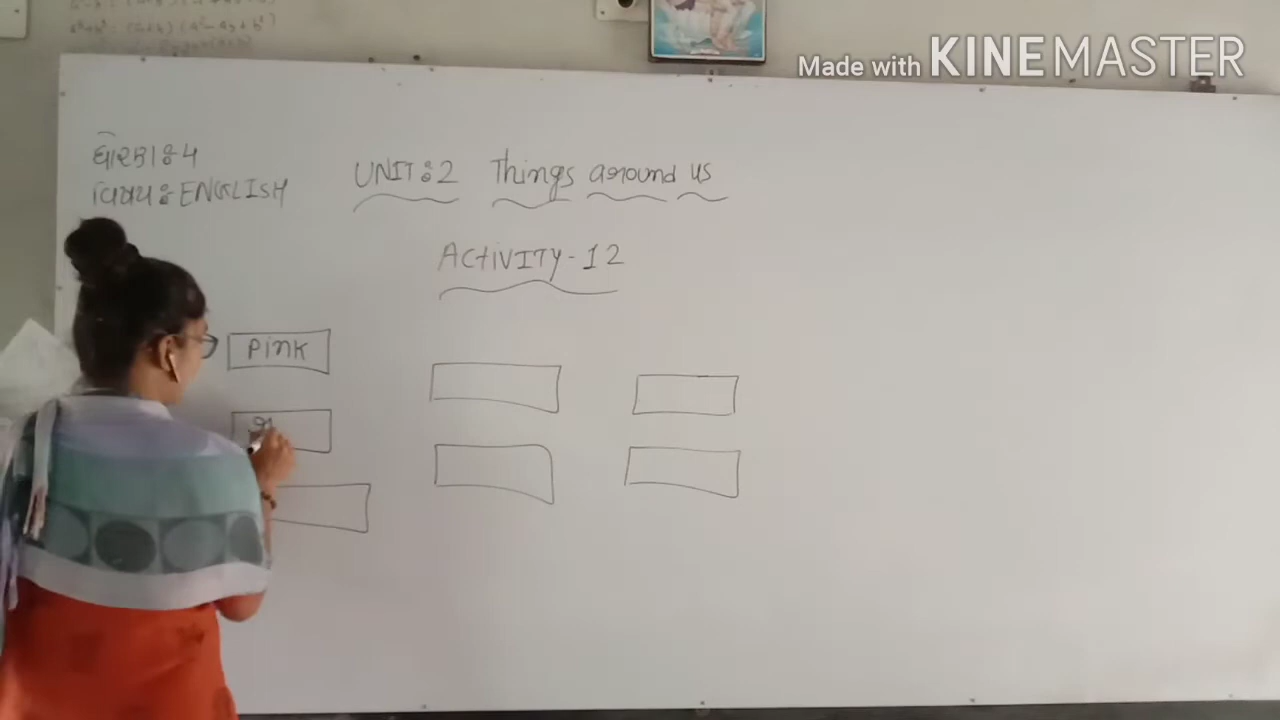 Made with KINEMASTER
ધોરણ:4
વિષય: ENGLISH
UNIT:2 Things around us
ACTIVITY-12
Pink